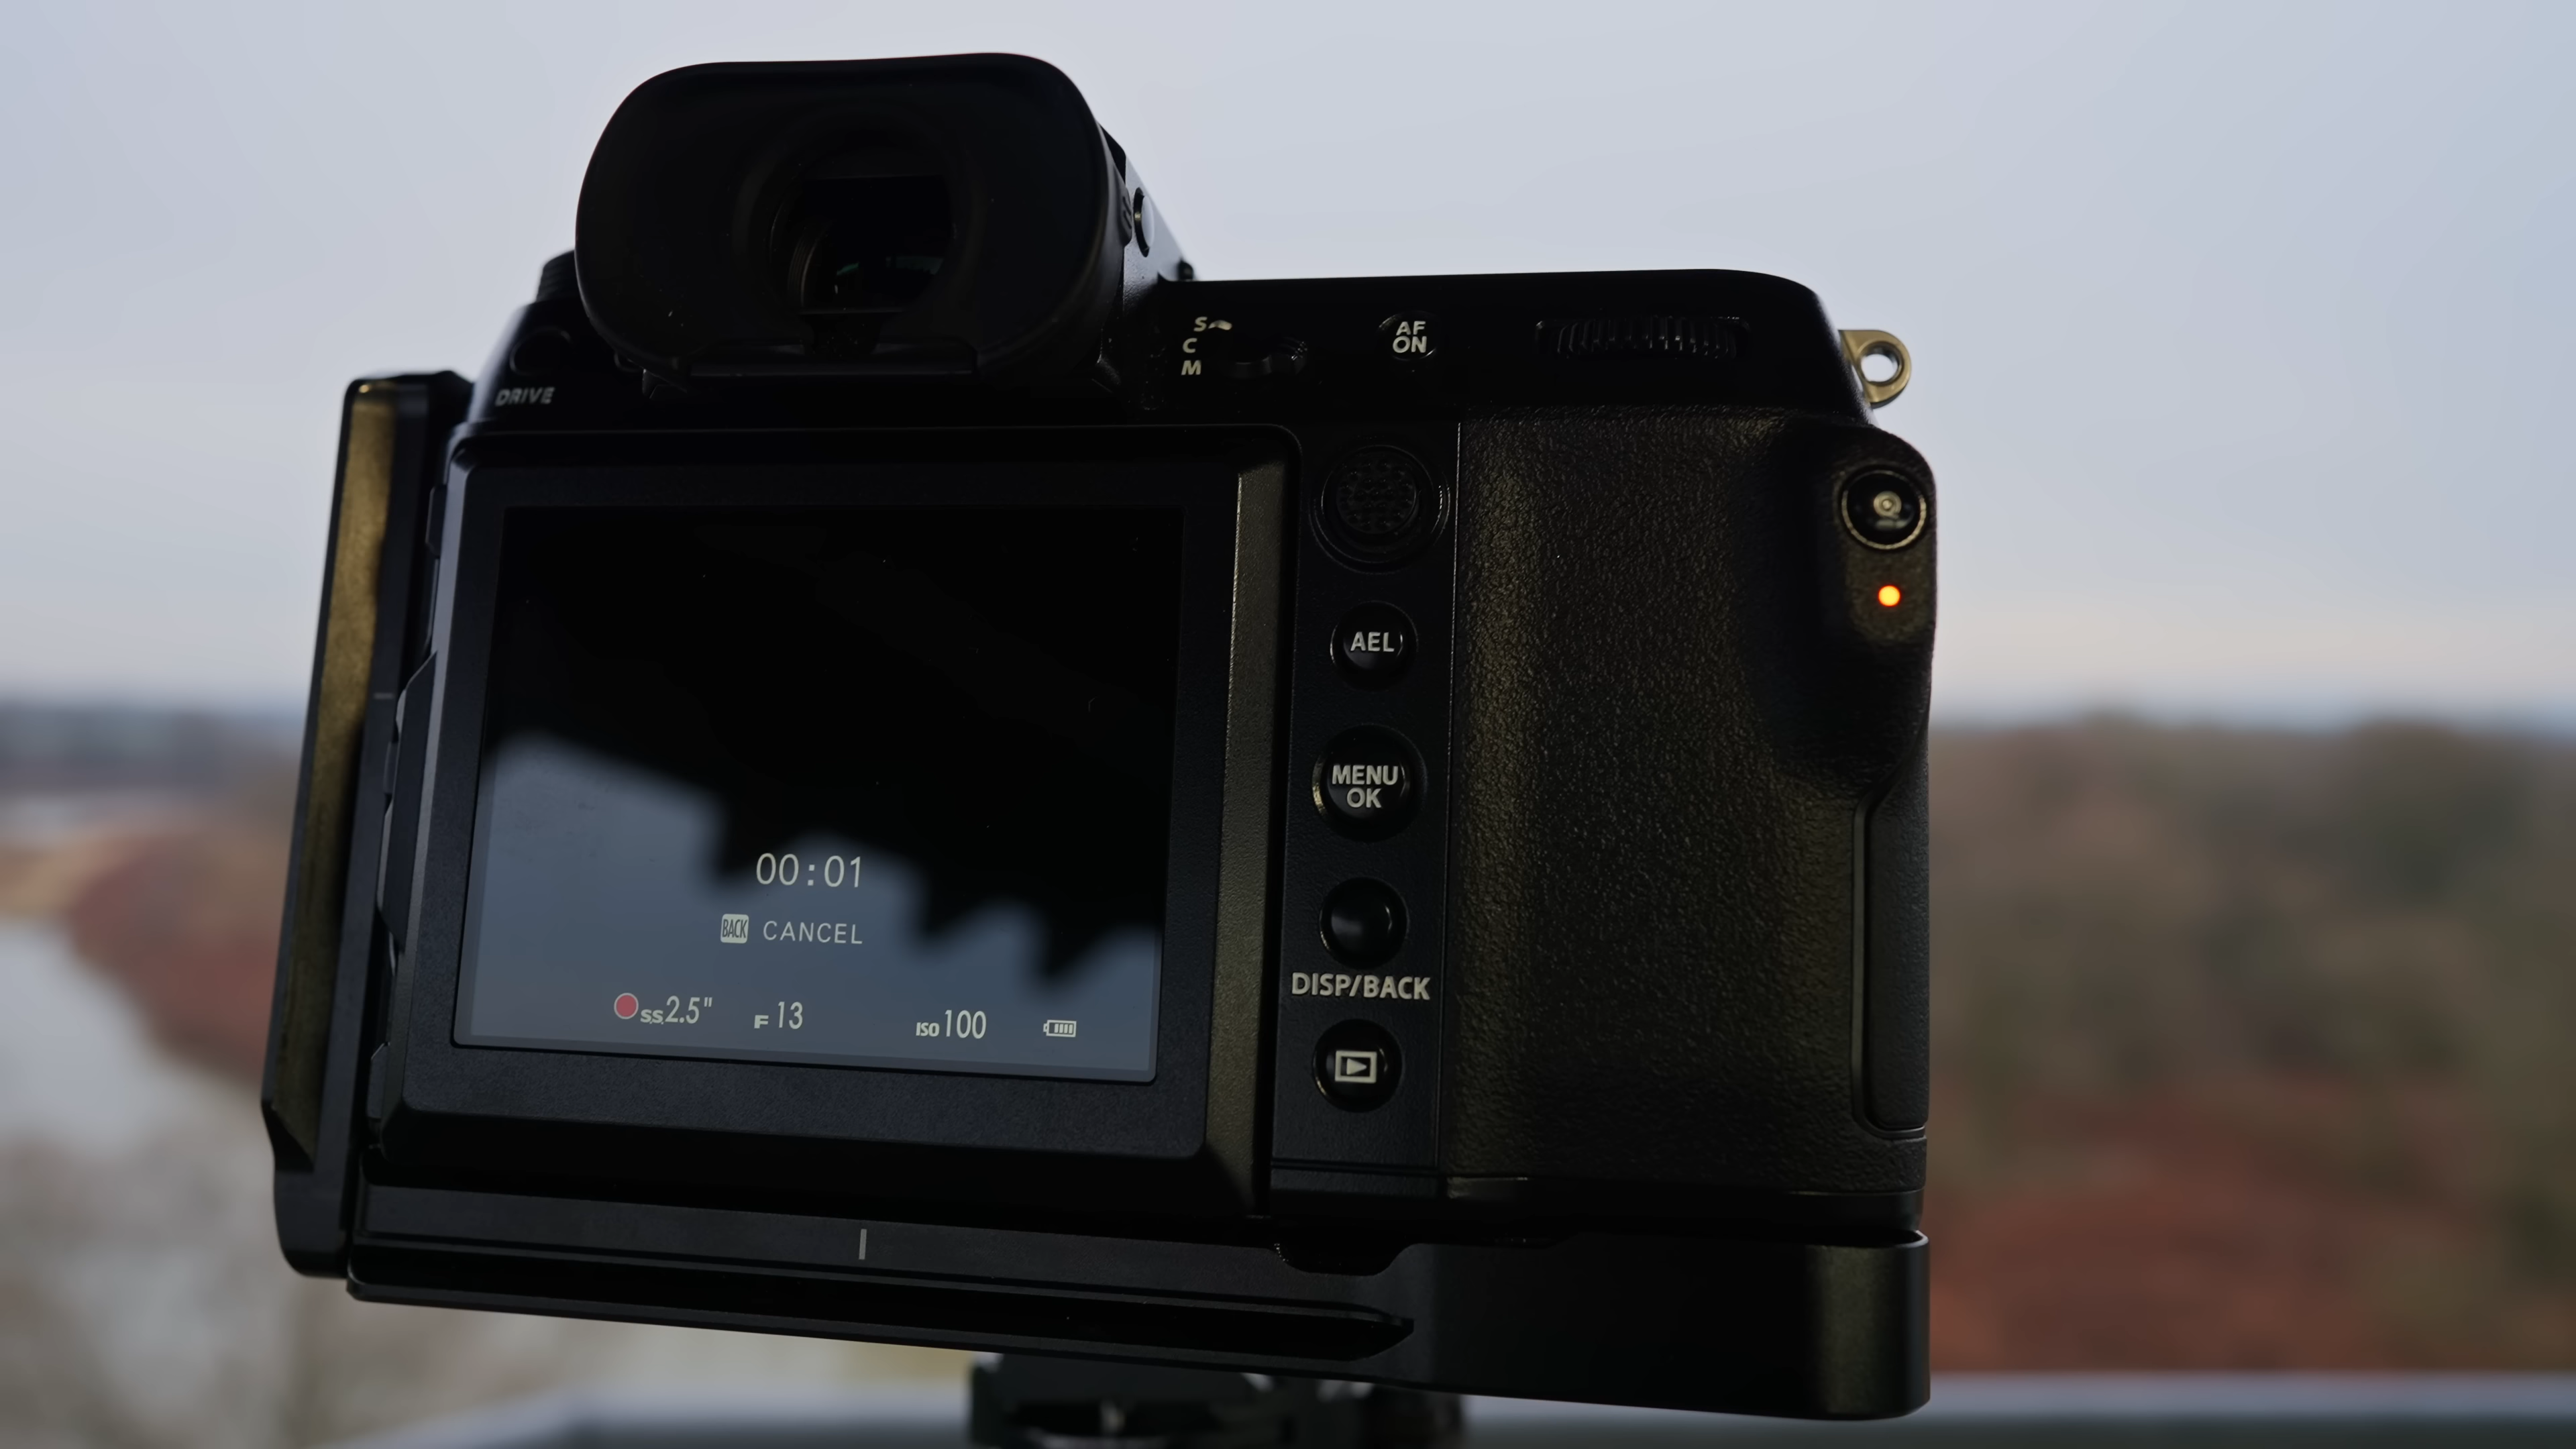 S
C
M
AF
ON
DRIVE
Q
AEL
MENU
OK
00:01
BACK CANCEL
DISP/BACK
SS 2.5" F 13 ISO 100